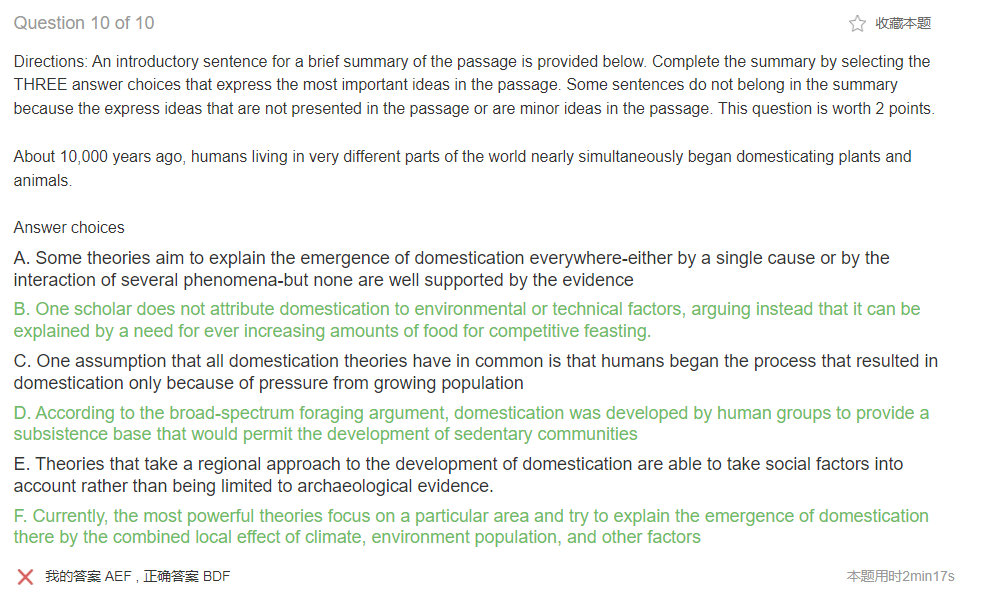 Question 10 of 10
收藏本题
Directions: An introductory sentence for a brief summary of the passage is provided below. Complete the summary by selecting the
THREE answer choices that express the most important ideas in the passage. Some sentences do not belong in the summary
because the express ideas that are not presented in the passage or are minor ideas in the passage. This question is worth 2 points.
About 10,000 years ago, humans living in very different parts of the world nearly simultaneously began domesticating plants and
animals.
Answer choices
A. Some theories aim to explain the emergence of domestication everywhere-either by a single cause or by the
interaction of several phenomena-but none are well supported by the evidence
B. One scholar does not attribute domestication to environmental or technical factors, arguing instead that it can be
explained by a need for ever increasing amounts of food for competitive feasting.
C. One assumption that all domestication theories have in common is that humans began the process that resulted in
domestication only because of pressure from growing population
D. According to the broad-spectrum foraging argument, domestication was developed by human groups to provide a
subsistence base that would permit the development of sedentary communities
E. Theories that take a regional approach to the development of domestication are able to take social factors into
account rather than being limited to archaeological evidence.
F. Currently, the most powerful theories focus on a particular area and try to explain the emergence of domestication
there by the combined local effect of climate, environment population, and other factors
我的答案 AEF , 正确答案 BDF
本题用时2min17s